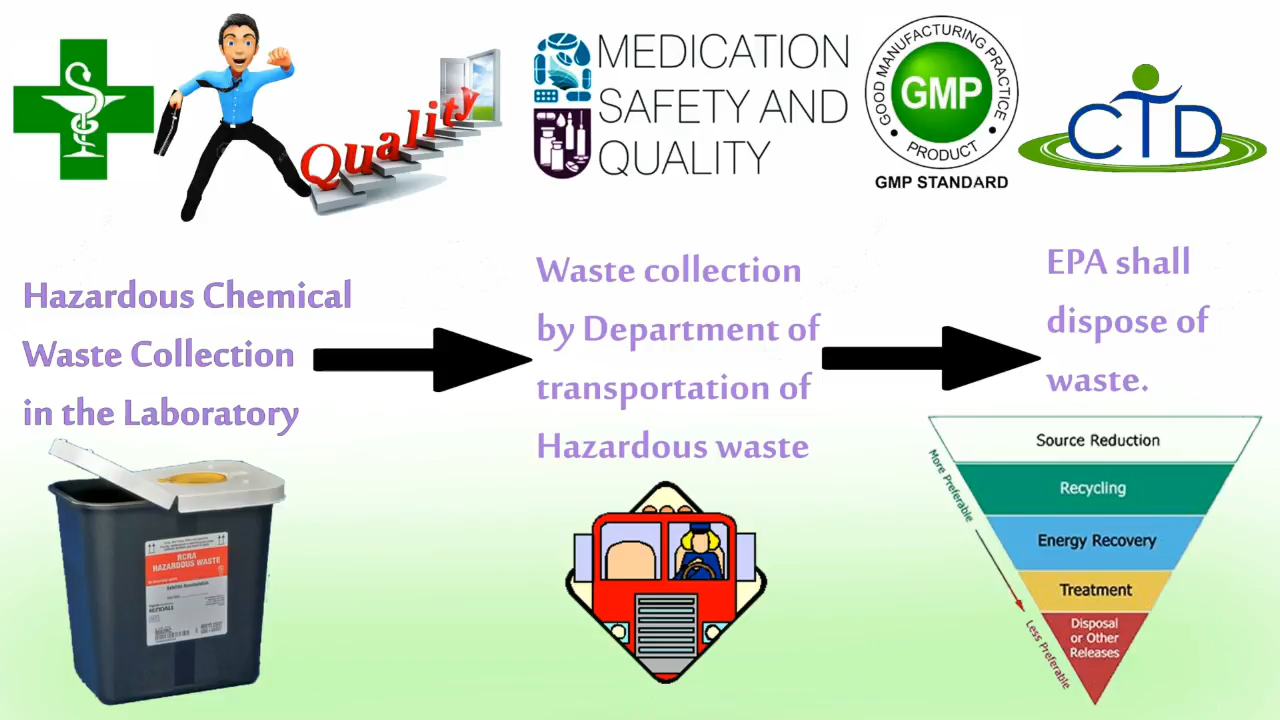 Quality
MEDICATION
SAFETY AND
QUALITY
GOOD MANUFACTURING PRACTICE
GMP
PRODUCT
GMP STANDARD
CTD
Hazardous Chemical
Waste Collection
in the Laboratory
Waste collection
by Department of
transportation of
Hazardous waste
EPA shall
dispose of
waste.
RCRA
HAZARDOUS WASTE
KENDALL
More Preferable
Less Preferable
Source Reduction
Recycling
Energy Recovery
Treatment
Disposal
or Other
Releases